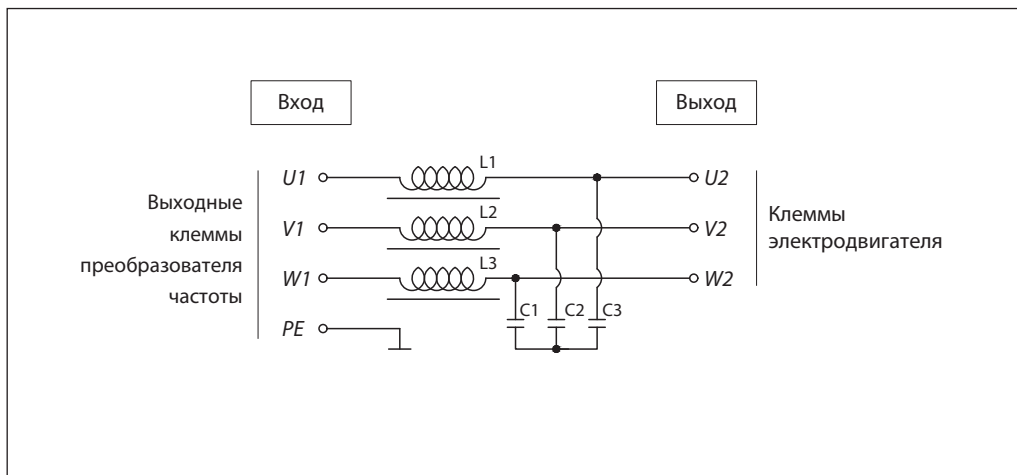 Вход
Выход
Выходные
клеммы
преобразователя
частоты
U1
L1
U2
V1
L2
V2
W1
L3
W2
Клеммы
электродвигателя
PE
C1
C2
C3